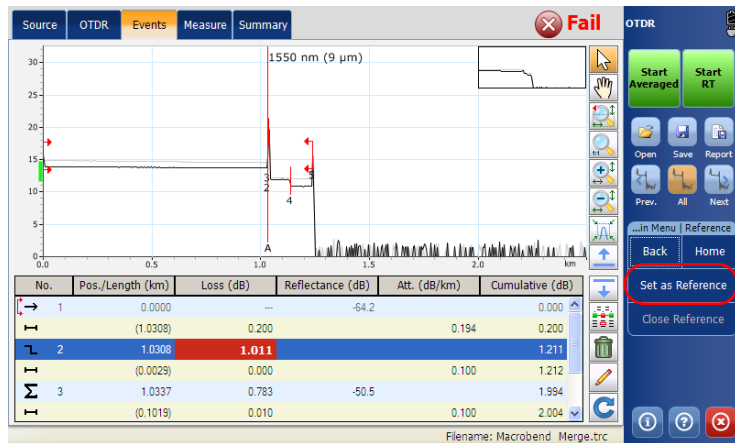 Source OTDR Events Measure Summary Fail OTDR
1550 nm (9 µm)
30
25
20
15
10
5
0
3
2
4
5
A
0.0 0.5 1.0 1.5 2.0 km
Start Averaged
Start RT
1:1
Open Save Report
Prev. All Next
...in Menu | Reference
Back Home
Set as Reference
Close Reference
No. Pos./Length (km) Loss (dB) Reflectance (dB) Att. (dB/km) Cumulative (dB)
1 0.0000 --- -64.2 0.000
(1.0308) 0.200 0.194 0.200
2 1.0308 1.011 1.211
(0.0029) 0.000 0.100 1.212
Σ 3 1.0337 0.783 -50.5 1.994
(0.1019) 0.010 0.100 2.004
Filename: Macrobend Merge.trc